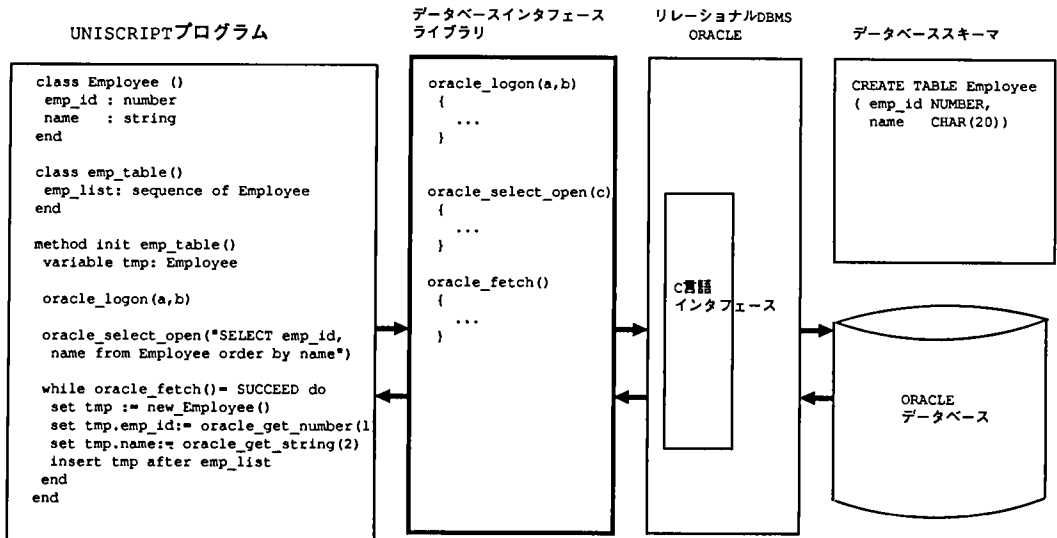 UNISCRIPTプログラム
class Employee ()
emp_id : number
name : string
end
class emp_table()
emp_list: sequence of Employee
end
method init emp_table()
variable tmp: Employee
oracle_logon(a,b)
oracle_select_open("SELECT emp_id,
name from Employee order by name")
while oracle_fetch()= SUCCEED do
set tmp := new_Employee()
set tmp.emp_id:= oracle_get_number(1
set tmp.name:= oracle_get_string(2)
insert tmp after emp_list
end
end
データベースインタフェース
ライブラリ
oracle_logon(a,b)
{
...
}
oracle_select_open(c)
{
...
}
oracle_fetch()
{
...
}
リレーショナルDBMS
ORACLE
C言語
インタフェース
データベーススキーマ
CREATE TABLE Employee
( emp_id NUMBER,
name CHAR(20))
ORACLE
データベース